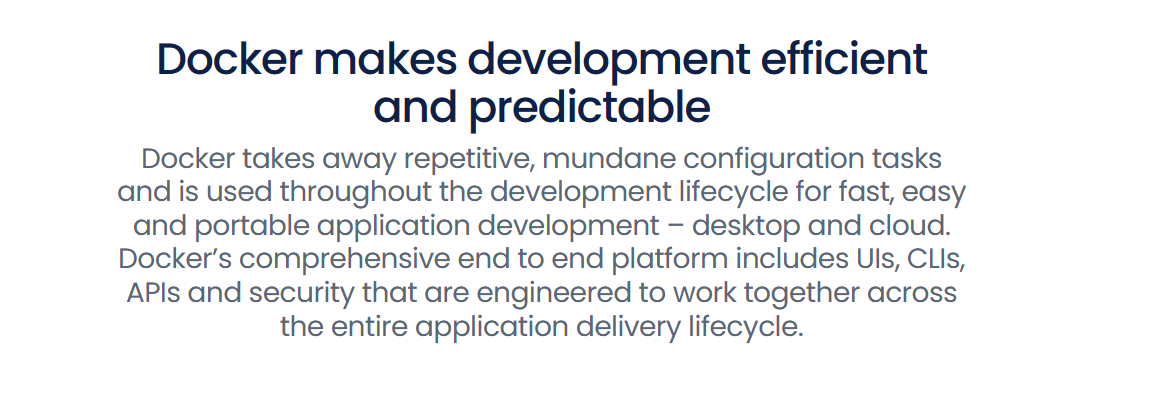 Docker makes development efficient
and predictable
Docker takes away repetitive, mundane configuration tasks
and is used throughout the development lifecycle for fast, easy
and portable application development – desktop and cloud.
Docker’s comprehensive end to end platform includes UIs, CLIs,
APIs and security that are engineered to work together across
the entire application delivery lifecycle.